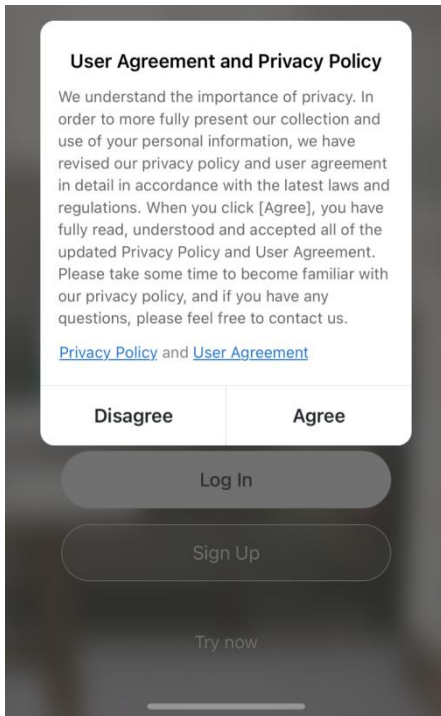 User Agreement and Privacy Policy
We understand the importance of privacy. In
order to more fully present our collection and
use of your personal information, we have
revised our privacy policy and user agreement
in detail in accordance with the latest laws and
regulations. When you click [Agree], you have
fully read, understood and accepted all of the
updated Privacy Policy and User Agreement.
Please take some time to become familiar with
our privacy policy, and if you have any
questions, please feel free to contact us.
Privacy Policy and User Agreement
Disagree Agree
Log In
Sign Up
Try now